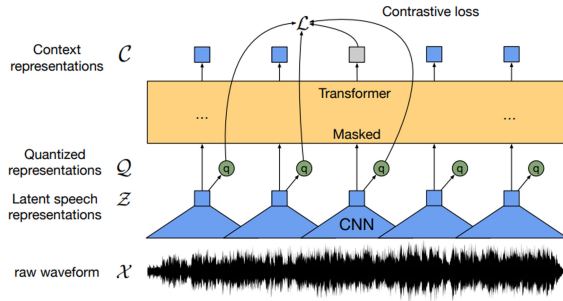 Contrastive loss
ℒ
Context
representations
𝒞
Transformer
...
...
Masked
Quantized
representations
𝒬
q
q
q
q
q
Latent speech
representations
𝒵
CNN
raw waveform
𝒳